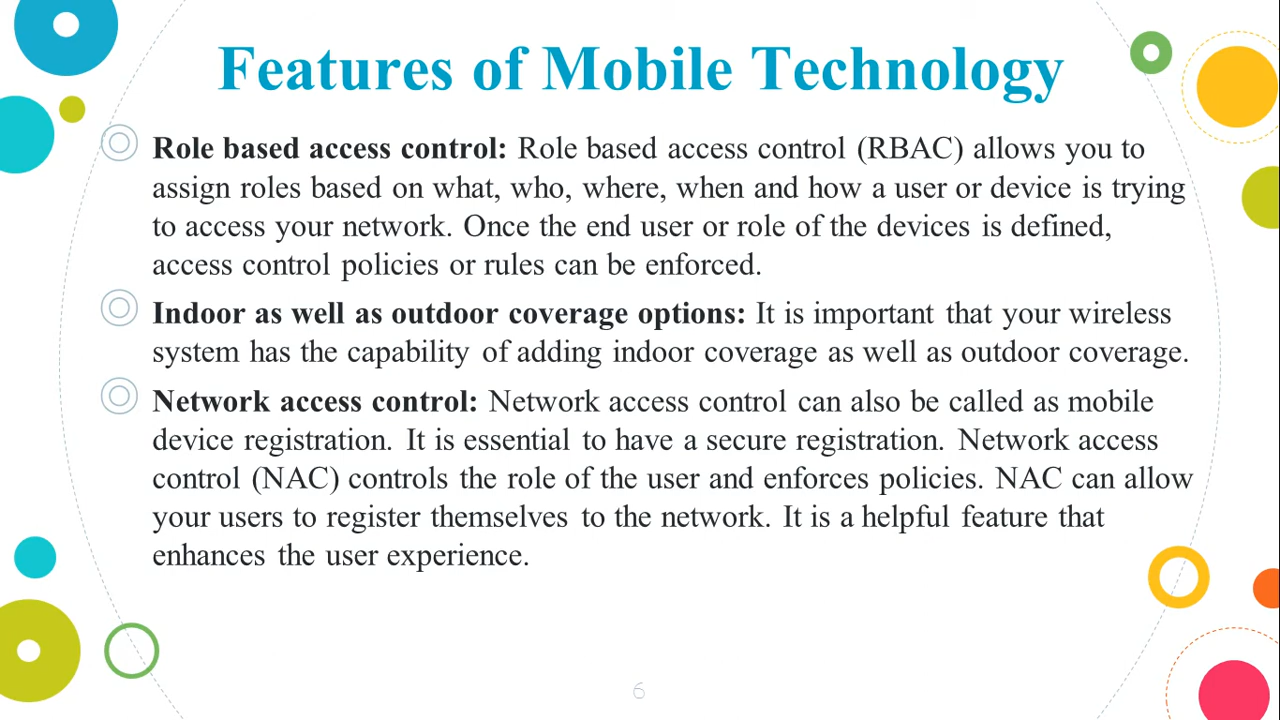 Features of Mobile Technology
Role based access control: Role based access control (RBAC) allows you to
assign roles based on what, who, where, when and how a user or device is trying
to access your network. Once the end user or role of the devices is defined,
access control policies or rules can be enforced.
Indoor as well as outdoor coverage options: It is important that your wireless
system has the capability of adding indoor coverage as well as outdoor coverage.
Network access control: Network access control can also be called as mobile
device registration. It is essential to have a secure registration. Network access
control (NAC) controls the role of the user and enforces policies. NAC can allow
your users to register themselves to the network. It is a helpful feature that
enhances the user experience.
6